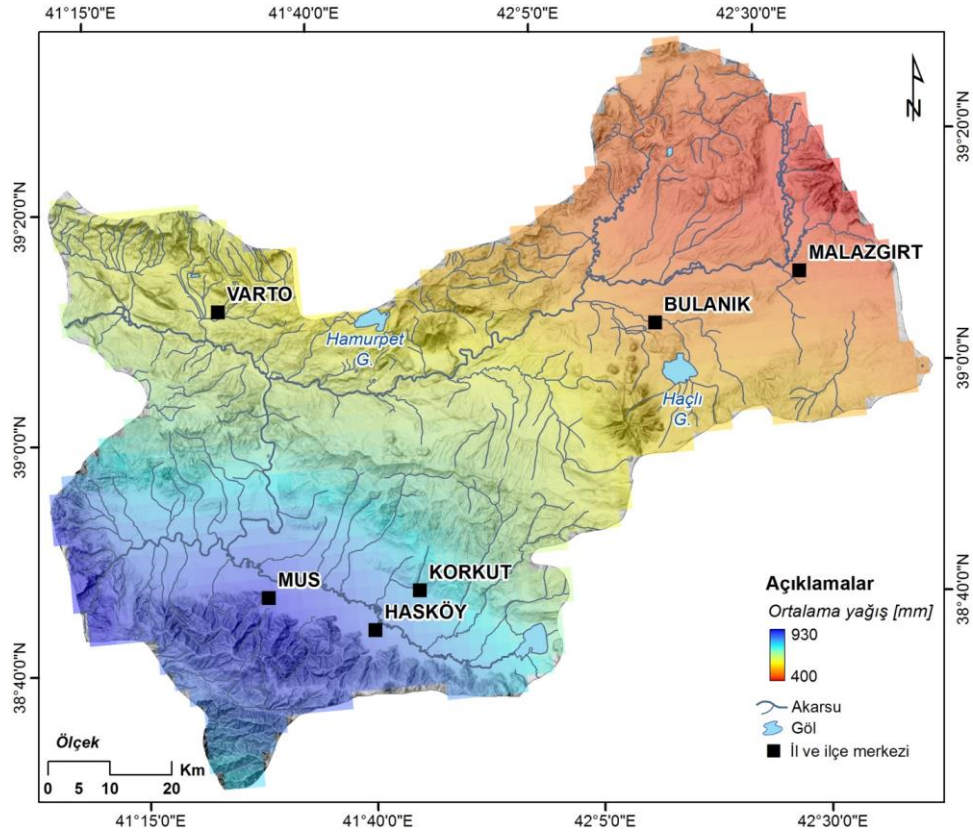 41°15'0"E 41°40'0"E 42°5'0"E 42°30'0"E
N
39°20'0"N
39°20'0"N
MALAZGIRT
VARTO
BULANIK
Hamurpet
G.
39°0'0"N
Haçlı
G.
39°0'0"N
MUS
KORKUT
HASKÖY
Açıklamalar
38°40'0"N
Ortalama yağış [mm]
930
400
38°40'0"N
Akarsu
Göl
İl ve ilçe merkezi
Ölçek
Km
0 5 10 20
41°15'0"E 41°40'0"E 42°5'0"E 42°30'0"E